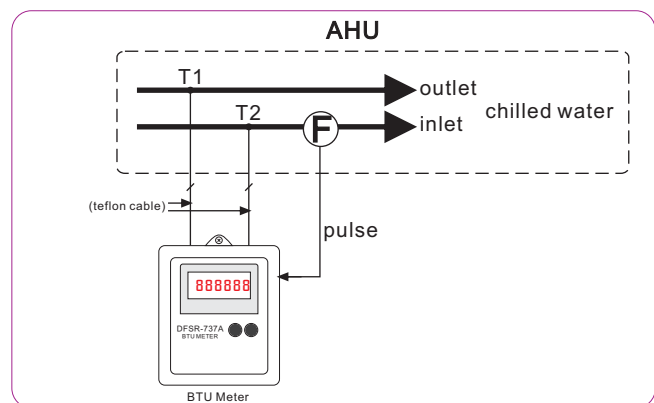 AHU
T1
outlet
chilled water
T2
F
inlet
(teflon cable)
pulse
888888
DFSR-737A
BTU METER
BTU Meter